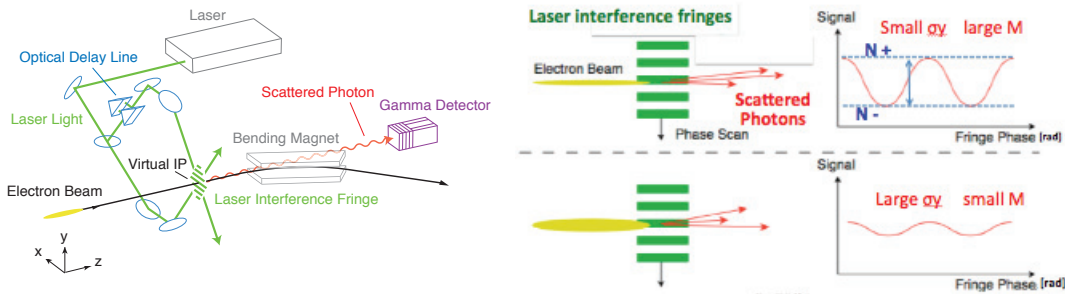 Laser
Optical Delay Line
Scattered Photon
Gamma Detector
Laser Light
Bending Magnet
Virtual IP
Electron Beam
Laser Interference Fringe
y
x
z
Laser interference fringes
Electron Beam
Scattered
Photons
Phase Scan
Signal
Small σy large M
N +
N -
Fringe Phase [rad]
Signal
Large σy small M
Fringe Phase [rad]